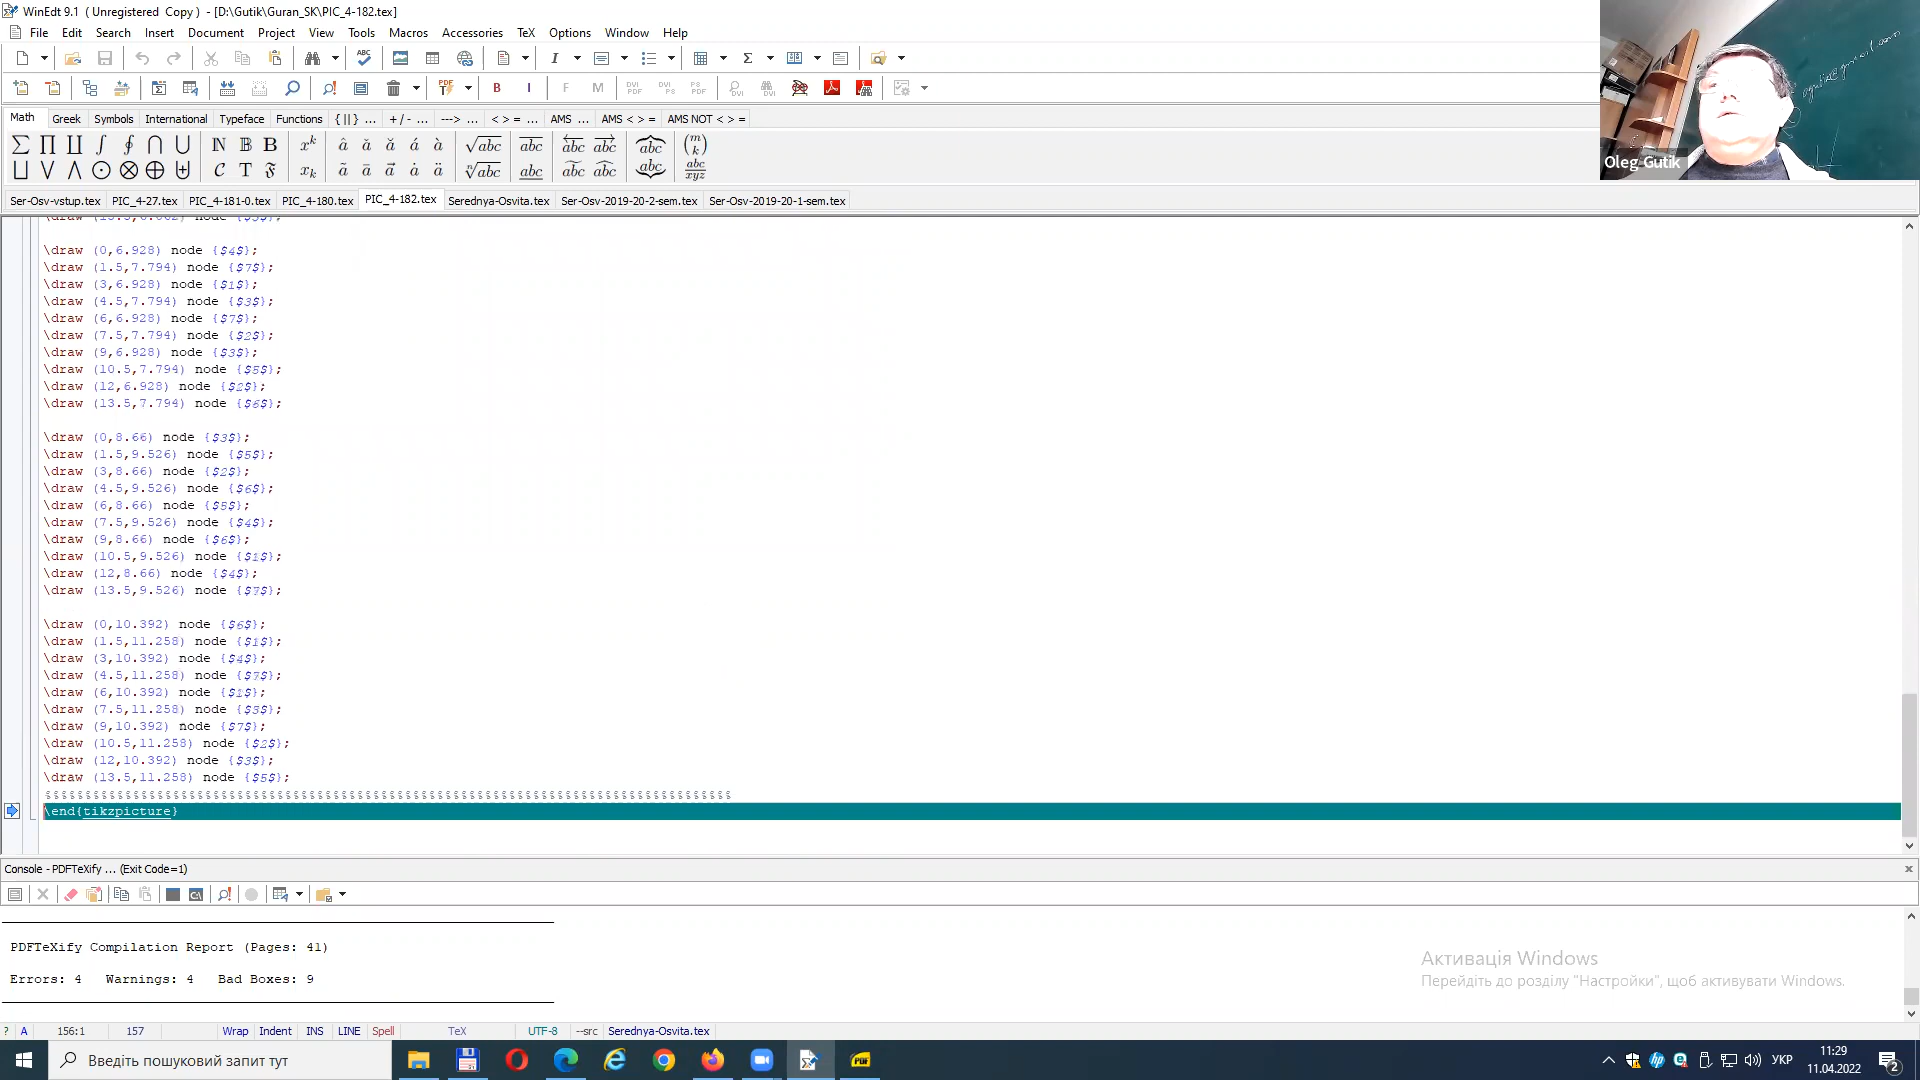 WinEdt 9.1 ( Unregistered Copy ) - [D:\Gutik\Guran_SK\PIC_4-182.tex]
File Edit Search Insert Document Project View Tools Macros Accessories TeX Options Window Help
Math Greek Symbols International Typeface Functions { || } ... + / - ... ---> ... < > = ... AMS ... AMS < > = AMS NOT < > =
Ser-Osv-vstup.tex PIC_4-27.tex PIC_4-181-0.tex PIC_4-180.tex PIC_4-182.tex Serednya-Osvita.tex Ser-Osv-2019-20-2-sem.tex Ser-Osv-2019-20-1-sem.tex
Oleg Gutik
\draw (0,6.928) node {$4$};
\draw (1.5,7.794) node {$7$};
\draw (3,6.928) node {$1$};
\draw (4.5,7.794) node {$3$};
\draw (6,6.928) node {$7$};
\draw (7.5,7.794) node {$2$};
\draw (9,6.928) node {$3$};
\draw (10.5,7.794) node {$5$};
\draw (12,6.928) node {$2$};
\draw (13.5,7.794) node {$6$};
\draw (0,8.66) node {$3$};
\draw (1.5,9.526) node {$5$};
\draw (3,8.66) node {$2$};
\draw (4.5,9.526) node {$6$};
\draw (6,8.66) node {$5$};
\draw (7.5,9.526) node {$4$};
\draw (9,8.66) node {$6$};
\draw (10.5,9.526) node {$1$};
\draw (12,8.66) node {$4$};
\draw (13.5,9.526) node {$7$};
\draw (0,10.392) node {$6$};
\draw (1.5,11.258) node {$1$};
\draw (3,10.392) node {$4$};
\draw (4.5,11.258) node {$7$};
\draw (6,10.392) node {$1$};
\draw (7.5,11.258) node {$3$};
\draw (9,10.392) node {$7$};
\draw (10.5,11.258) node {$2$};
\draw (12,10.392) node {$3$};
\draw (13.5,11.258) node {$5$};
\end{tikzpicture}
Console - PDFTeXify ... (Exit Code=1)
PDFTeXify Compilation Report (Pages: 41)
Errors: 4 Warnings: 4 Bad Boxes: 9
Активація Windows
Перейдіть до розділу "Настройки", щоб активувати Windows.
? A 156:1 157 Wrap Indent INS LINE Spell TeX UTF-8 --src Serednya-Osvita.tex
Введіть пошуковий запит тут
УКР 11:29
11.04.2022 2